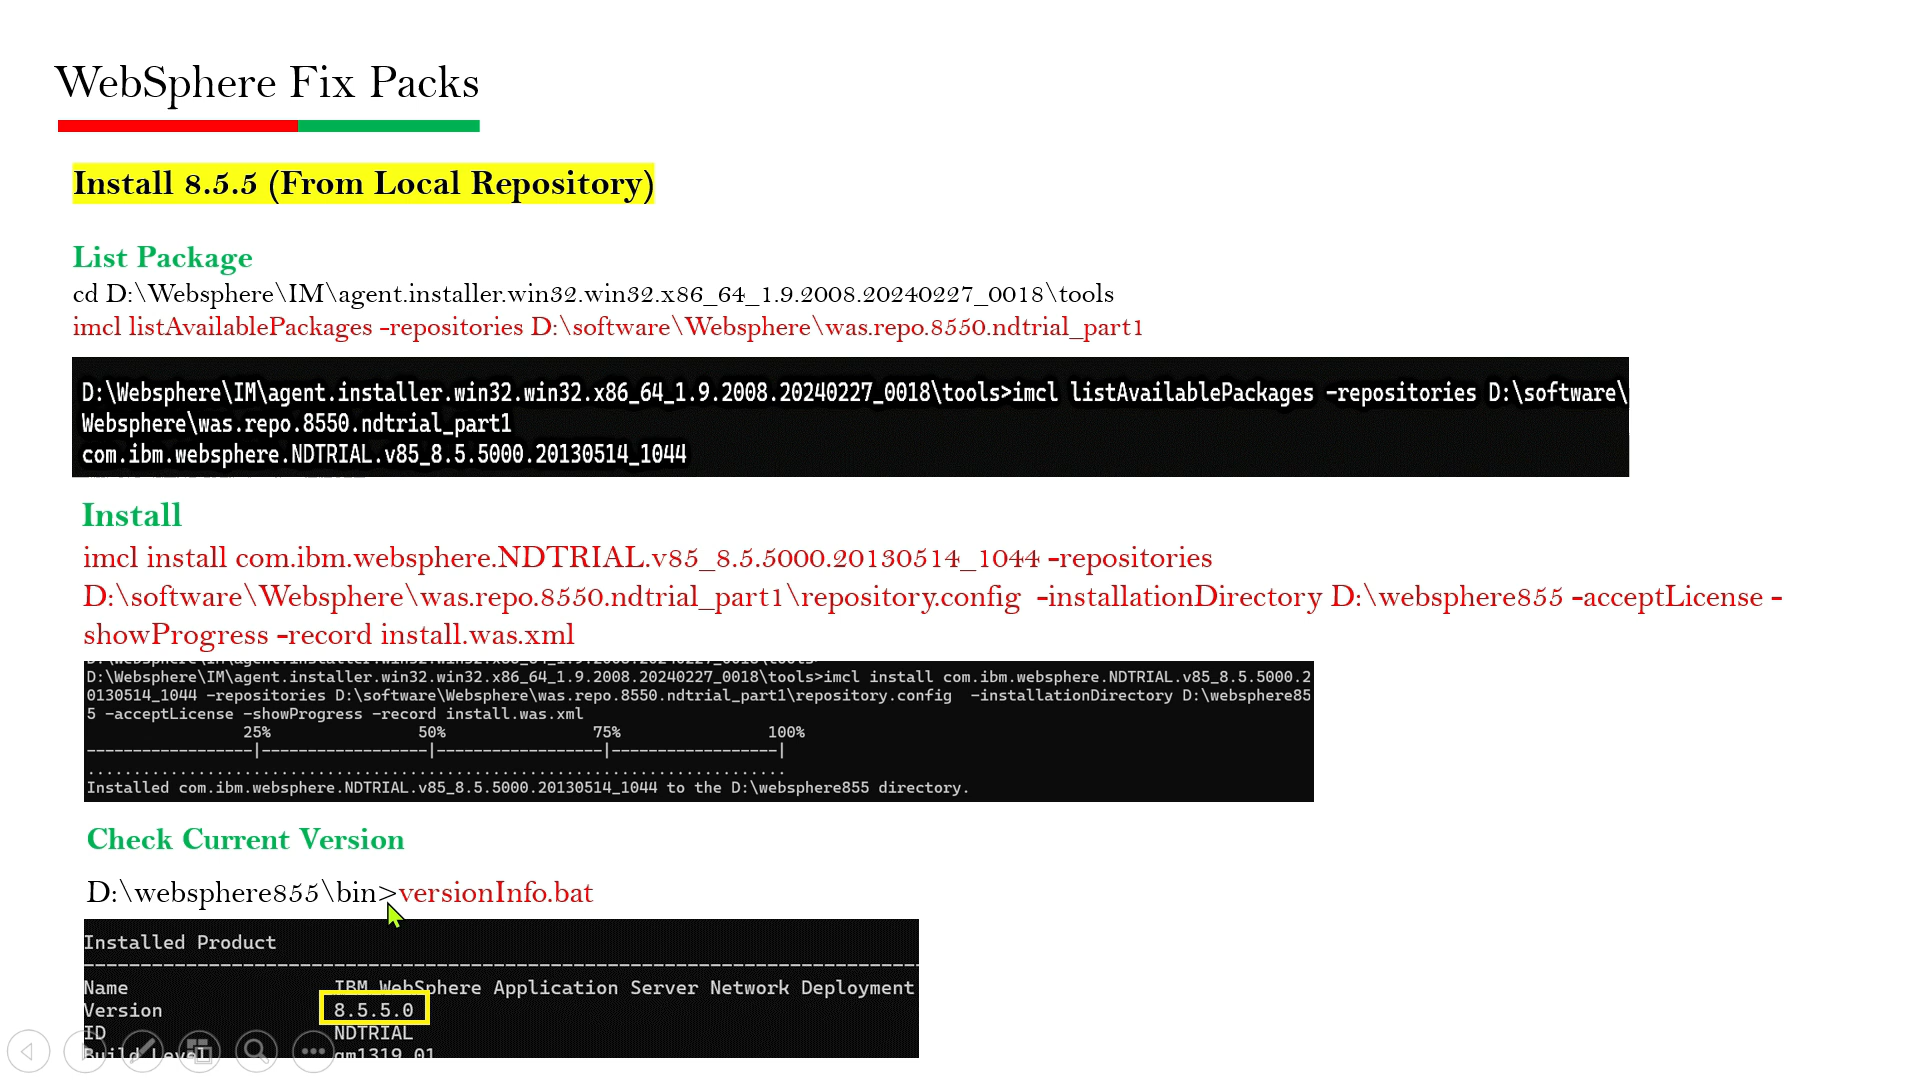 WebSphere Fix Packs
Install 8.5.5 (From Local Repository)
List Package
cd D:\Websphere\IM\agent.installer.win32.win32.x86_64_1.9.2008.20240227_0018\tools
imcl listAvailablePackages -repositories D:\software\Websphere\was.repo.8550.ndtrial_part1
D:\Websphere\IM\agent.installer.win32.win32.x86_64_1.9.2008.20240227_0018\tools>imcl listAvailablePackages -repositories D:\software\
Websphere\was.repo.8550.ndtrial_part1
com.ibm.websphere.NDTRIAL.v85_8.5.5000.20130514_1044
Install
imcl install com.ibm.websphere.NDTRIAL.v85_8.5.5000.20130514_1044 -repositories
D:\software\Websphere\was.repo.8550.ndtrial_part1\repository.config -installationDirectory D:\websphere855 -acceptLicense -
showProgress -record install.was.xml
D:\Websphere\IM\agent.installer.win32.win32.x86_64_1.9.2008.20240227_0018\tools>imcl install com.ibm.websphere.NDTRIAL.v85_8.5.5000.2
0130514_1044 -repositories D:\software\Websphere\was.repo.8550.ndtrial_part1\repository.config -installationDirectory D:\websphere85
5 -acceptLicense -showProgress -record install.was.xml
25% 50% 75% 100%
------------------|------------------|------------------|------------------|
............................................................................
Installed com.ibm.websphere.NDTRIAL.v85_8.5.5000.20130514_1044 to the D:\websphere855 directory.
Check Current Version
D:\websphere855\bin>versionInfo.bat
Installed Product
--------------------------------------------------------------------------------
Name IBM WebSphere Application Server Network Deployment
Version 8.5.5.0
ID NDTRIAL
Build Level gm1319.01